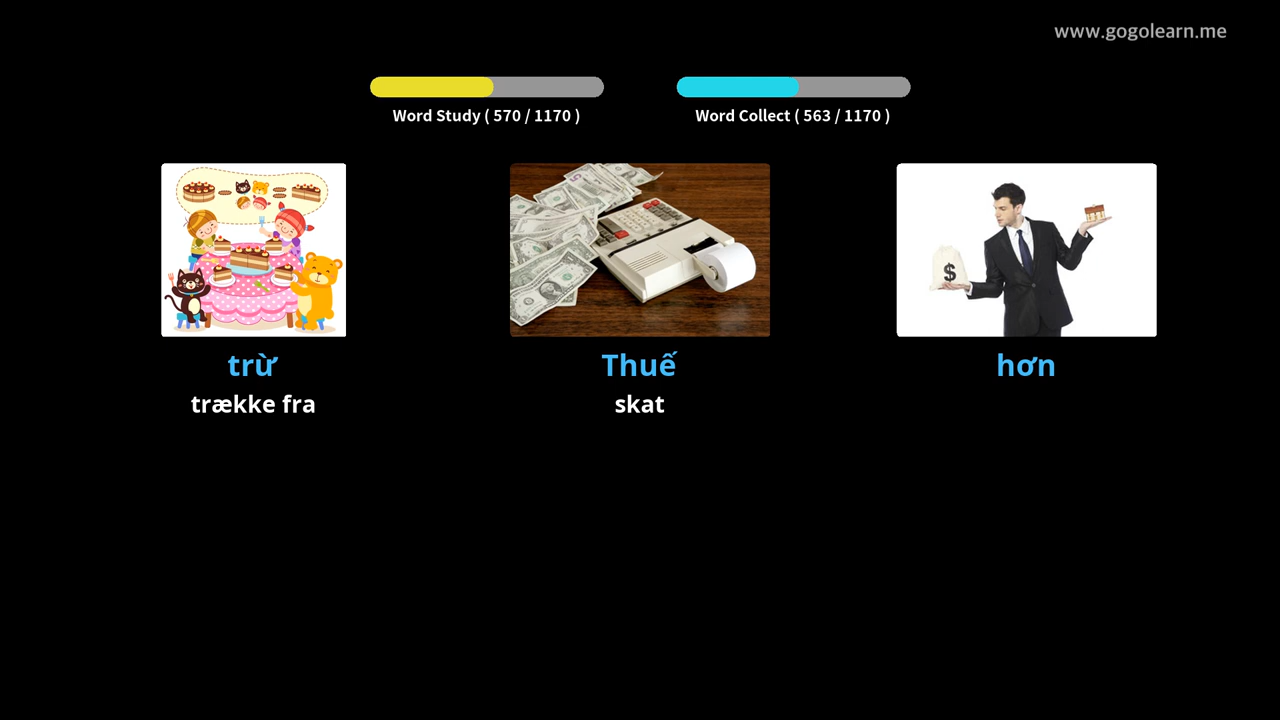 www.gogolearn.me
Word Study ( 570 / 1170 )
Word Collect ( 563 / 1170 )
trừ
Thuế
hơn
trække fra
skat
$